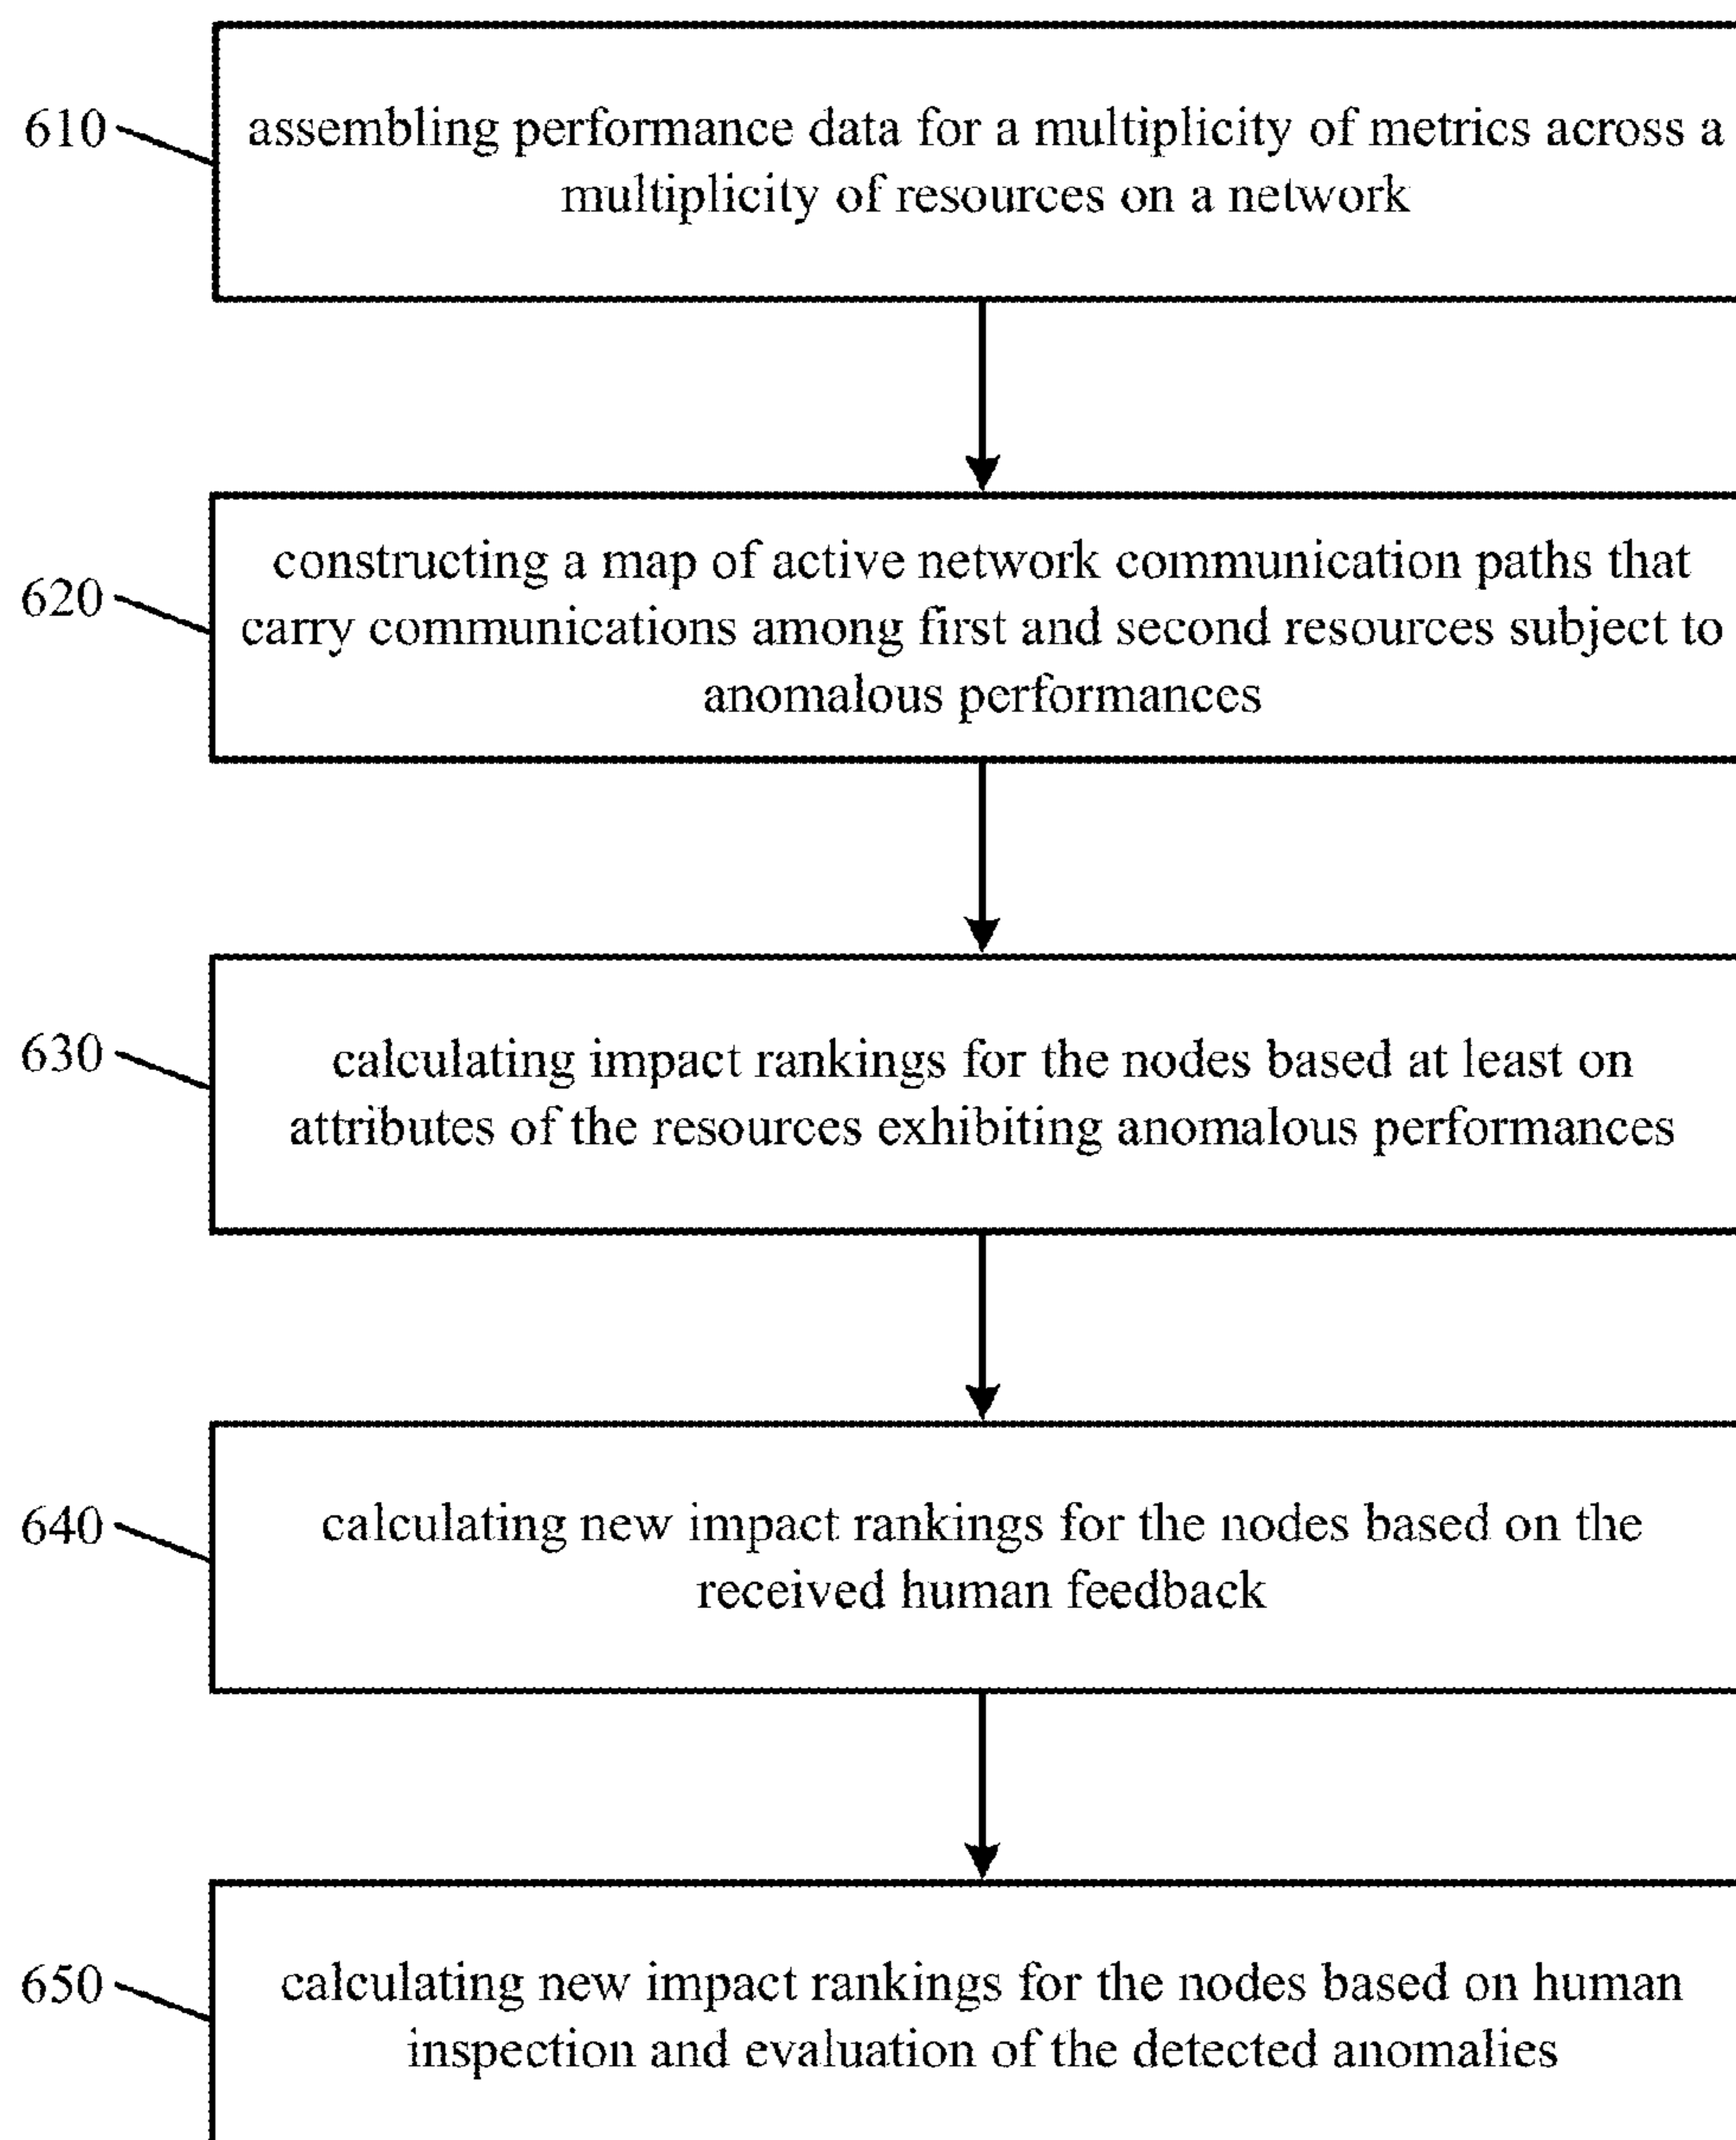 610
assembling performance data for a multiplicity of metrics across a
multiplicity of resources on a network
620
constructing a map of active network communication paths that
carry communications among first and second resources subject to
anomalous performances
630
calculating impact rankings for the nodes based at least on
attributes of the resources exhibiting anomalous performances
640
calculating new impact rankings for the nodes based on the
received human feedback
650
calculating new impact rankings for the nodes based on human
inspection and evaluation of the detected anomalies